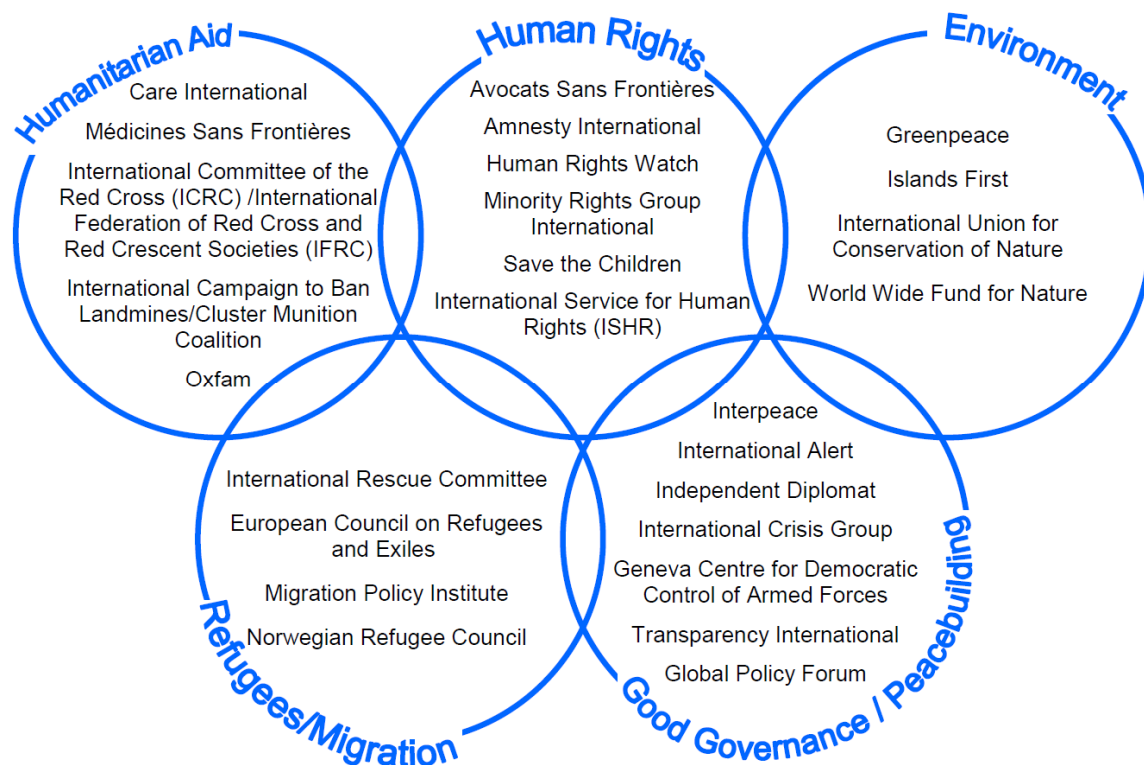 Humanitarian Aid
Care International
Médicines Sans Frontières
International Committee of the
Red Cross (ICRC) /International
Federation of Red Cross and
Red Crescent Societies (IFRC)
International Campaign to Ban
Landmines/Cluster Munition
Coalition
Oxfam
Human Rights
Avocats Sans Frontières
Amnesty International
Human Rights Watch
Minority Rights Group
International
Save the Children
International Service for Human
Rights (ISHR)
Environment
Greenpeace
Islands First
International Union for
Conservation of Nature
World Wide Fund for Nature
International Rescue Committee
European Council on Refugees
and Exiles
Migration Policy Institute
Norwegian Refugee Council
Refugees/Migration
Interpeace
International Alert
Independent Diplomat
International Crisis Group
Geneva Centre for Democratic
Control of Armed Forces
Transparency International
Global Policy Forum
Good Governance / Peacebuilding